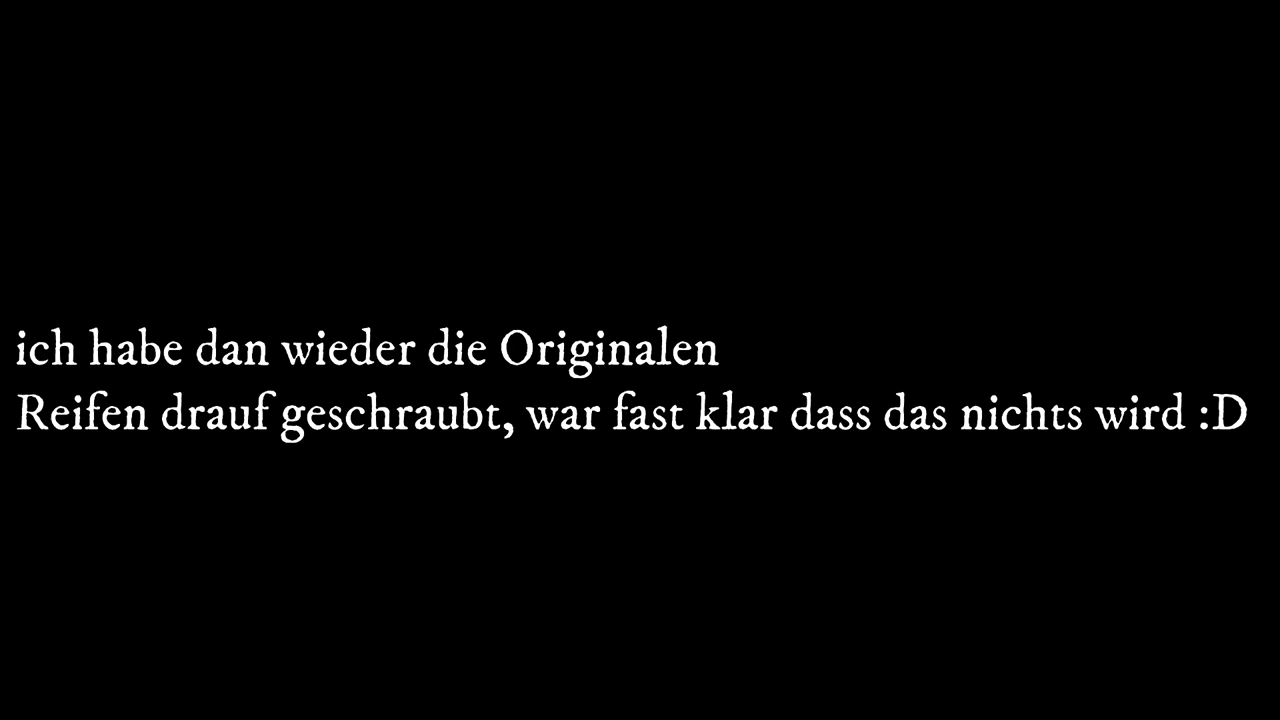 ich habe dan wieder die Originalen
Reifen drauf geschraubt, war fast klar dass das nichts wird :D